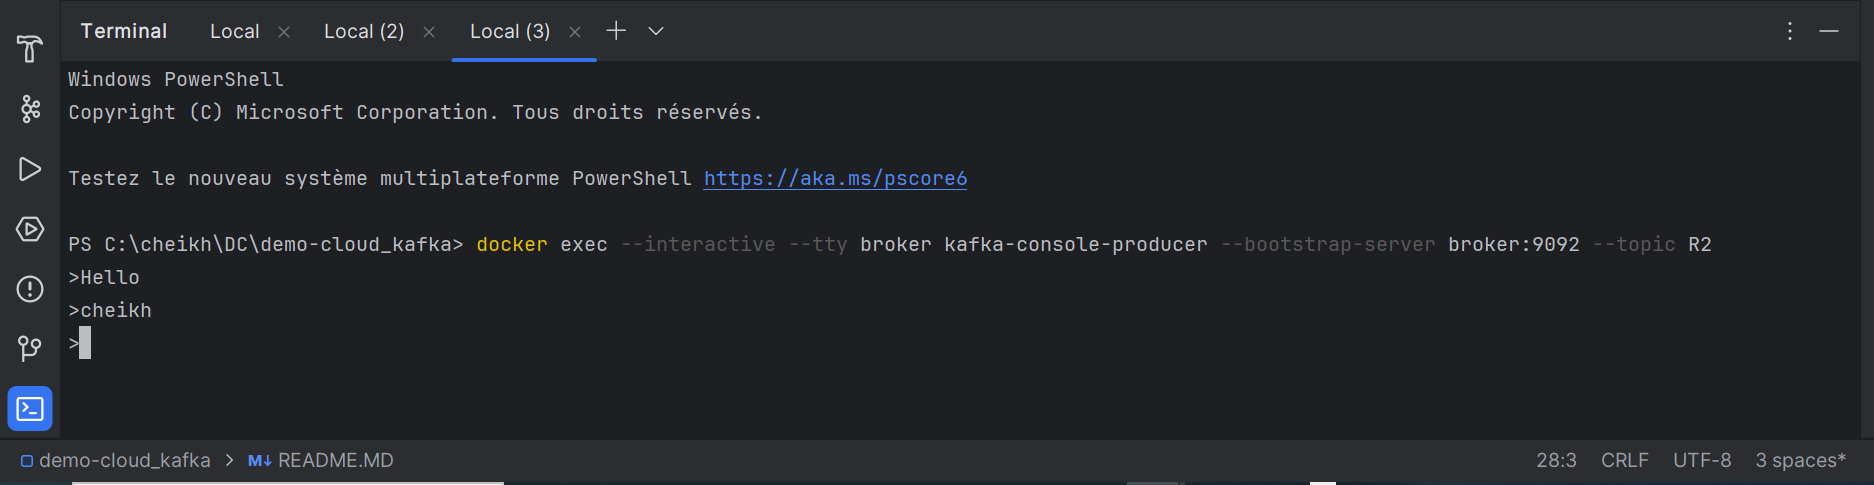 Terminal Local Local (2) Local (3)
Windows PowerShell
Copyright (C) Microsoft Corporation. Tous droits réservés.
Testez le nouveau système multiplateforme PowerShell https://aka.ms/pscore6
PS C:\cheikh\DC\demo-cloud_kafka> docker exec --interactive --tty broker kafka-console-producer --bootstrap-server broker:9092 --topic R2
>Hello
>cheikh
>
demo-cloud_kafka > M↓ README.MD 28:3 CRLF UTF-8 3 spaces*